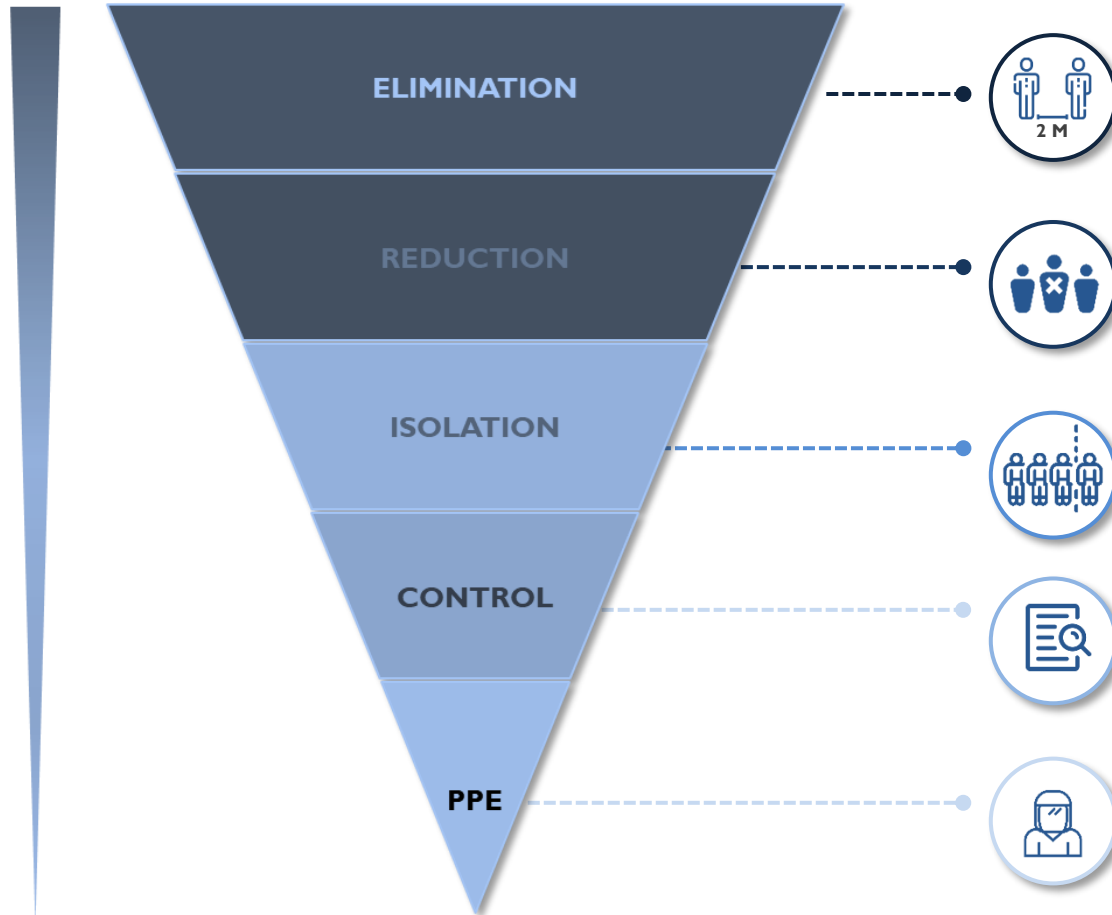 ELIMINATION
2 M
REDUCTION
ISOLATION
CONTROL
PPE